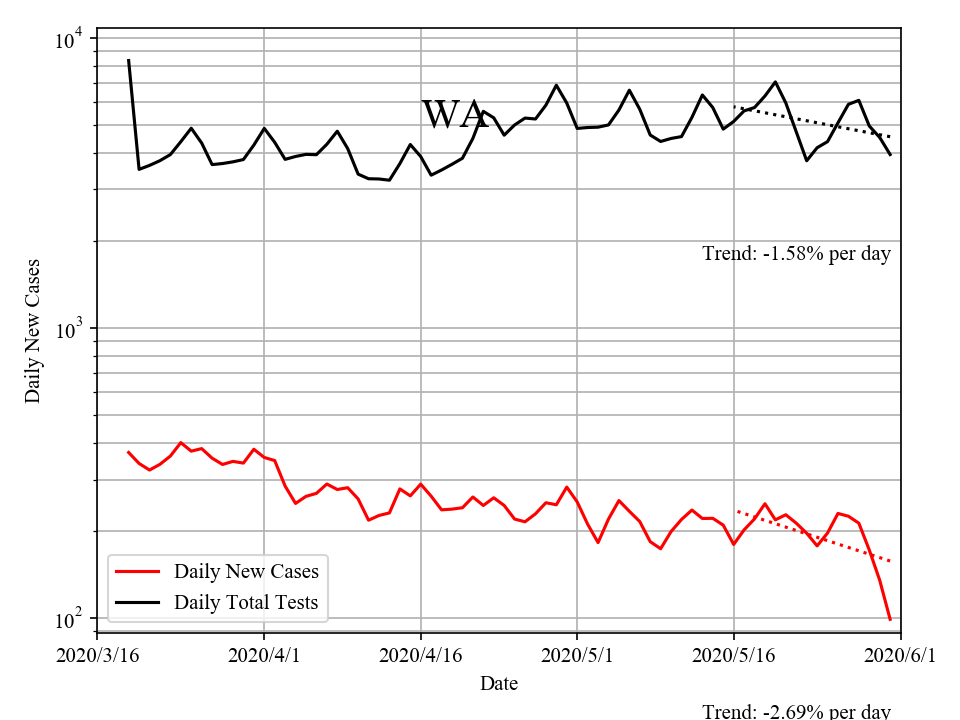 10^4
WA
Trend: -1.58% per day
10^3
Daily New Cases
Daily New Cases
Daily Total Tests
10^2
2020/3/16 2020/4/1 2020/4/16 2020/5/1 2020/5/16 2020/6/1
Date
Trend: -2.69% per day